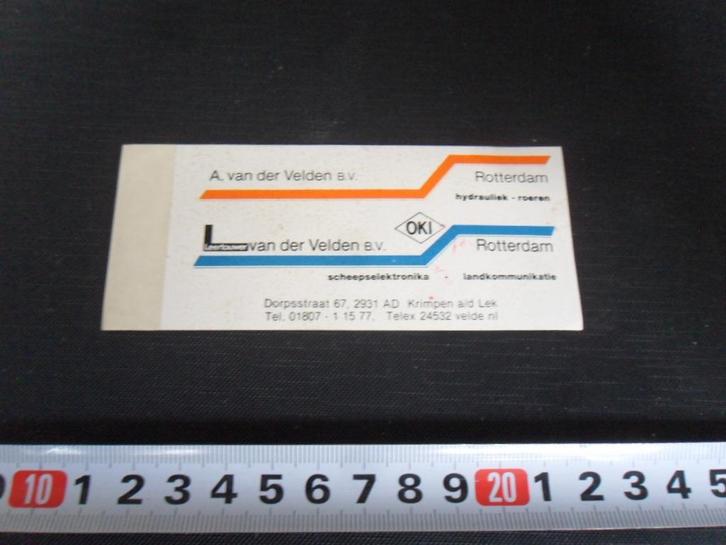 A. van der Velden B.V. Rotterdam
hydrauliek - roeren
OKI
Leertouwer van der Velden B.V. Rotterdam
scheepselektronika - landkommunikatie
Dorpsstraat 67, 2931 AD Krimpen a/d Lek
Tel. 01807 - 1 15 77, Telex 24532 velde nl
10 1 2 3 4 5 6 7 8 9 20 1 2 3 4 5